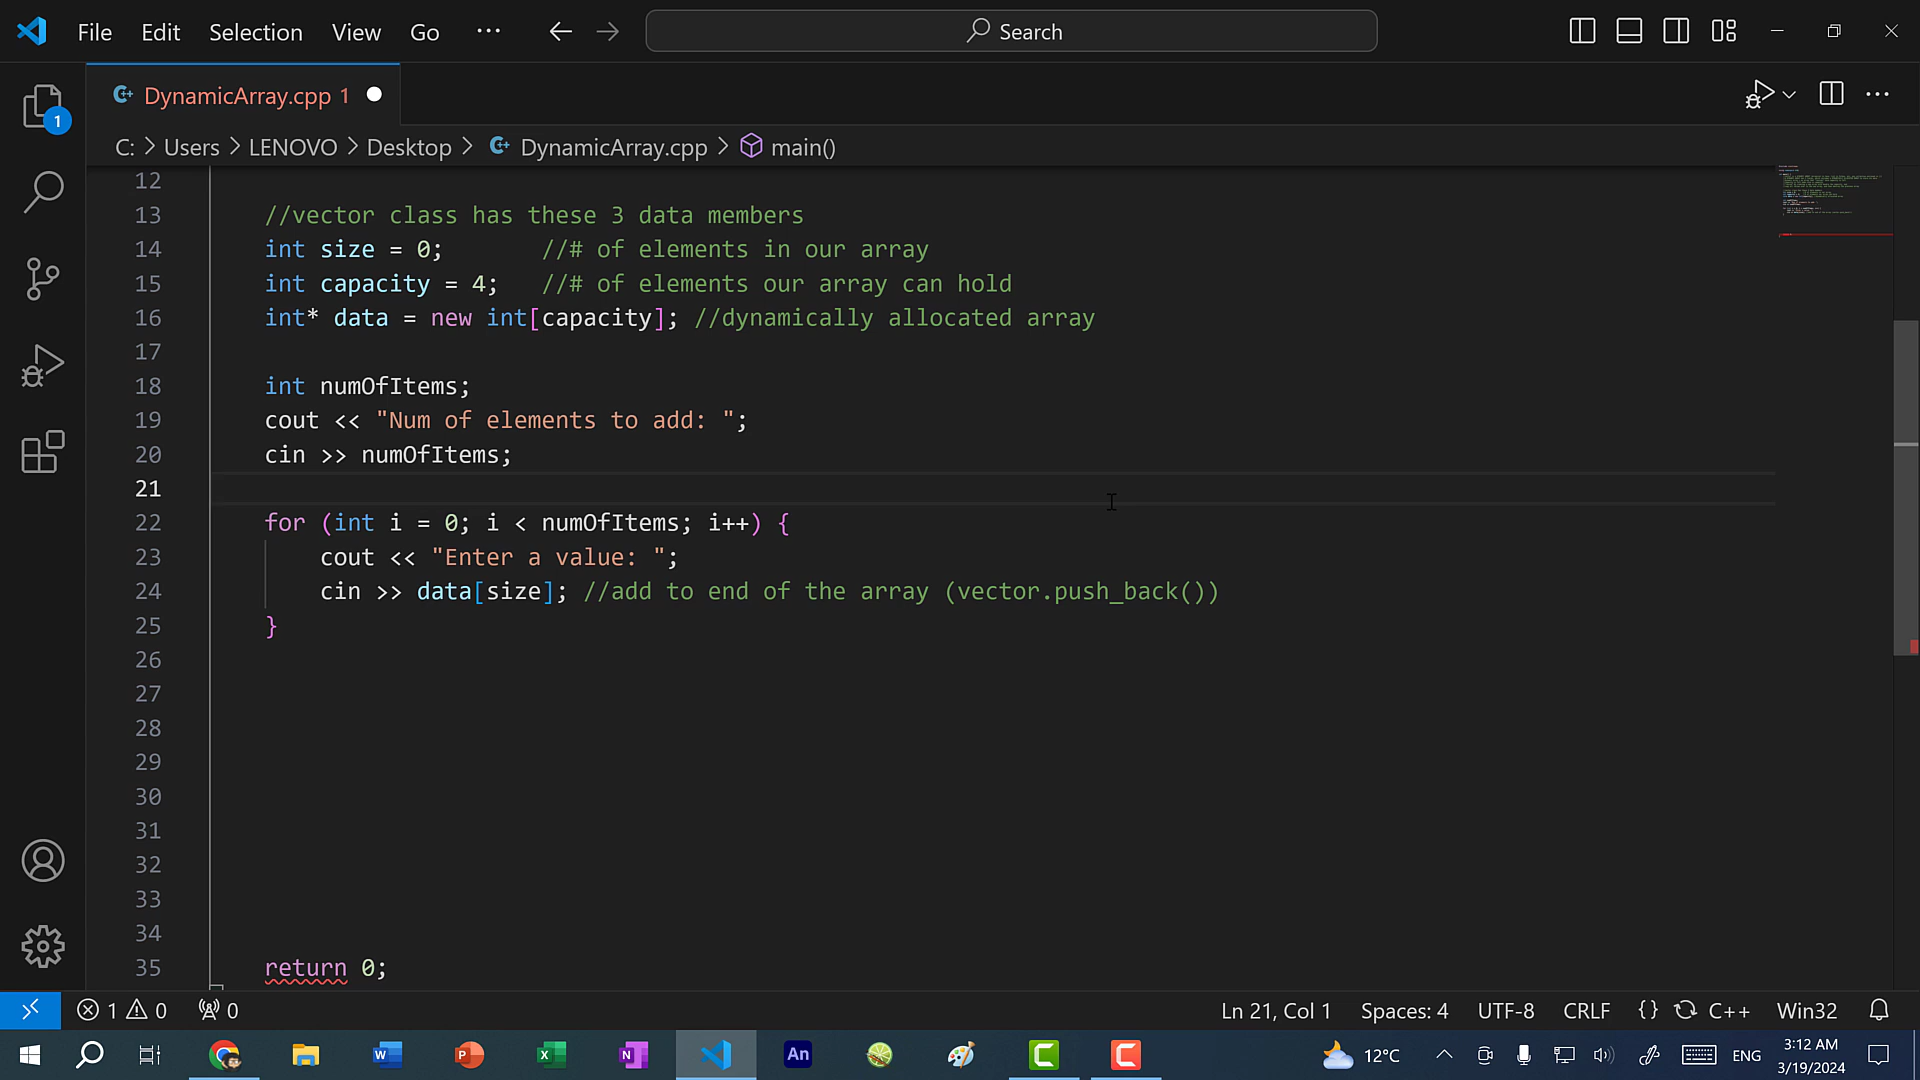 File Edit Selection View Go ··· Search
DynamicArray.cpp 1
C: > Users > LENOVO > Desktop > DynamicArray.cpp > main()
1
12
13 //vector class has these 3 data members
14 int size = 0; //# of elements in our array
15 int capacity = 4; //# of elements our array can hold
16 int* data = new int[capacity]; //dynamically allocated array
17
18 int numOfItems;
19 cout << "Num of elements to add: ";
20 cin >> numOfItems;
21
22 for (int i = 0; i < numOfItems; i++) {
23 cout << "Enter a value: ";
24 cin >> data[size]; //add to end of the array (vector.push_back())
25 }
26
27
28
29
30
31
32
33
34
35 return 0;
1 0 0 Ln 21, Col 1 Spaces: 4 UTF-8 CRLF {} C++ Win32
W P X N An C C 12°C ENG 3:12 AM
3/19/2024